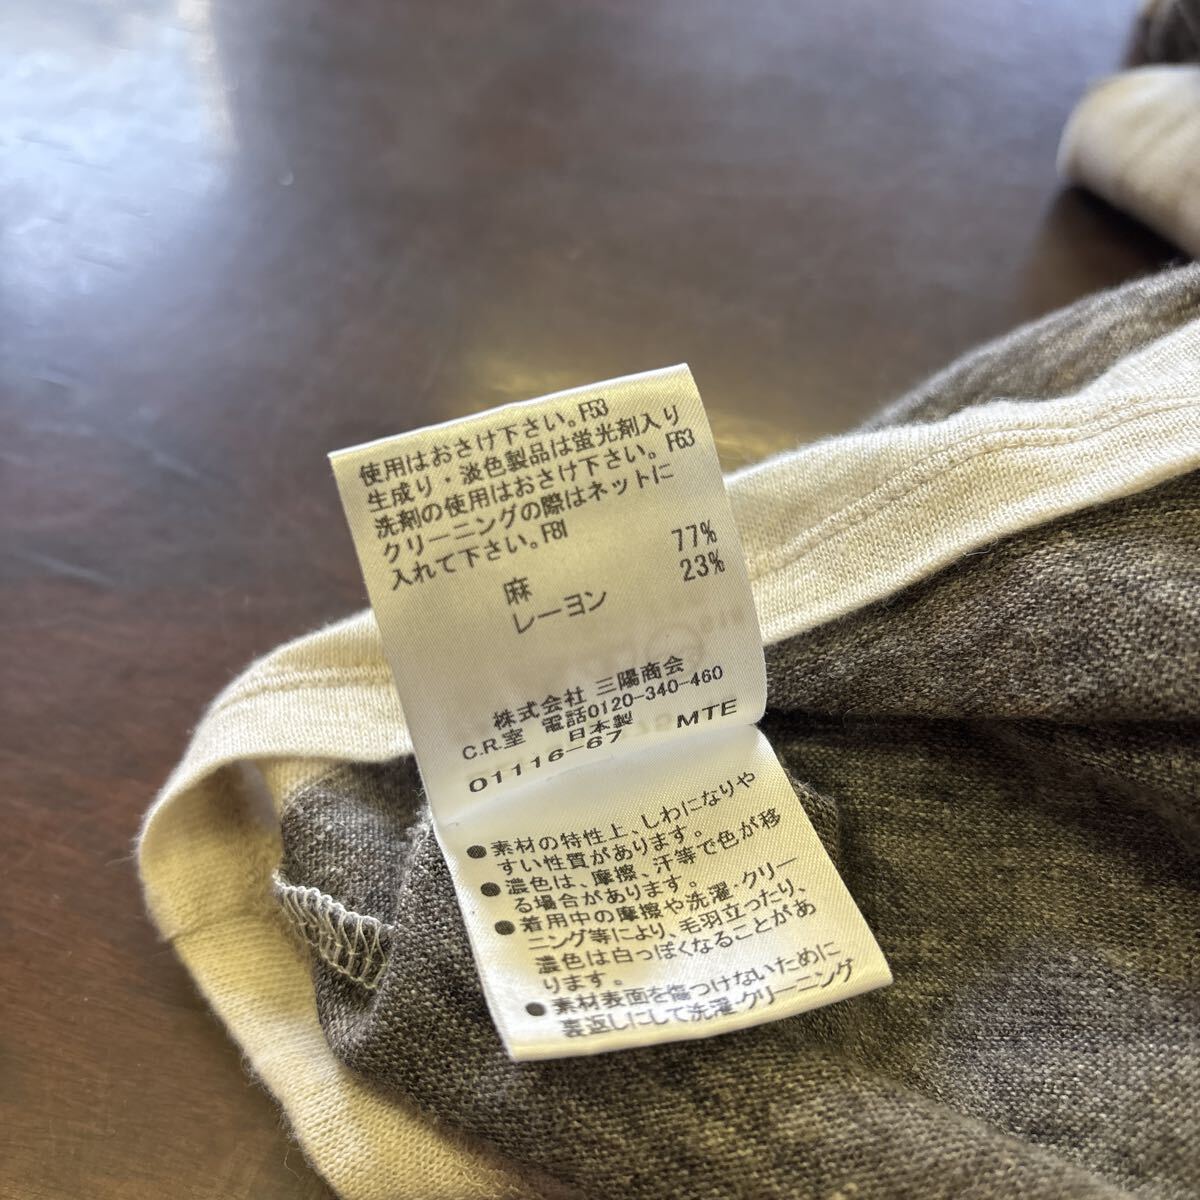 使用はおさけ下さい。F53
生成り・淡色製品は蛍光剤入り
洗剤の使用はおさけ下さい。F63
クリーニングの際はネットに
入れて下さい。F81
麻 77%
レーヨン 23%
株式会社 三陽商会
C.R.室 電話0120-340-460
日本製
01116-67 MTE
●素材の特性上、しわになりや
すい性質があります。
●濃色は、摩擦、汗等で色が移
る場合があります。
●着用中の摩擦や洗濯・クリー
ニング等により、毛羽立ったり、
濃色は白っぽくなることがあ
ります。
●素材表面を傷つけないために
裏返しにして洗濯・クリーニング